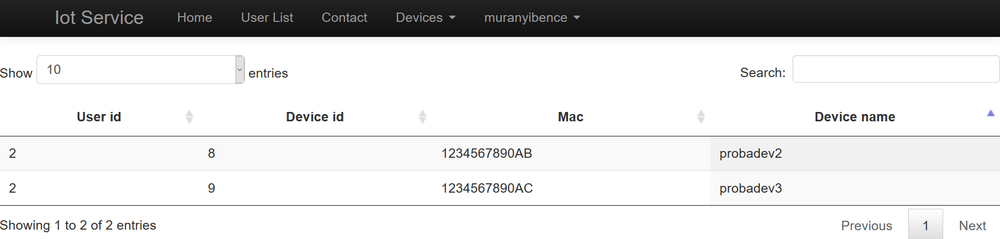 Iot Service Home User List Contact Devices muranyibence
Show 10 entries Search:
User id Device id Mac Device name
2 8 1234567890AB probadev2
2 9 1234567890AC probadev3
Showing 1 to 2 of 2 entries Previous 1 Next